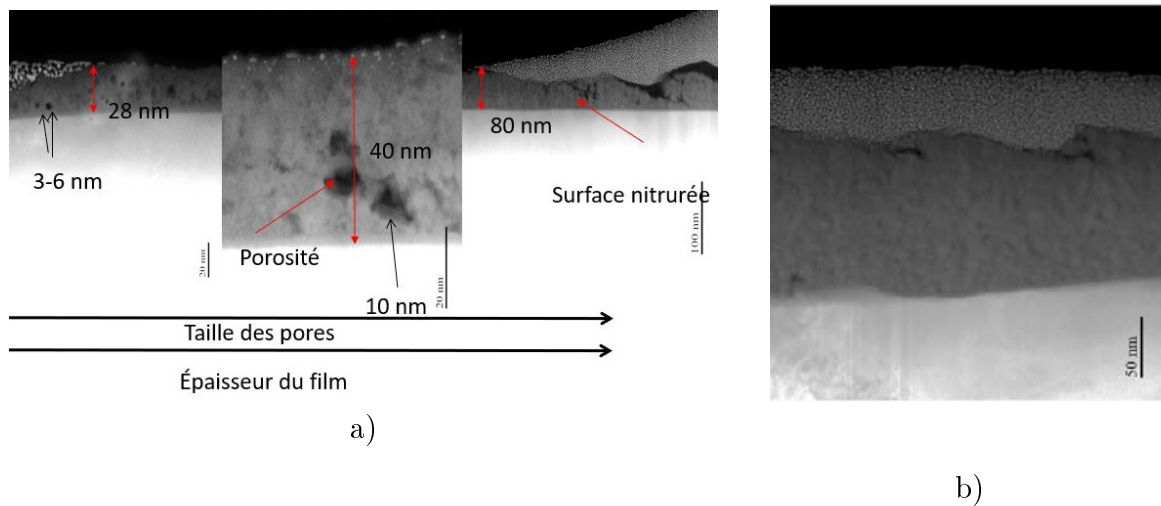 28 nm
3-6 nm
20 nm
40 nm
Porosité
10 nm
20 nm
80 nm
Surface nitrurée
100 nm
Taille des pores
Épaisseur du film
a)
50 nm
b)